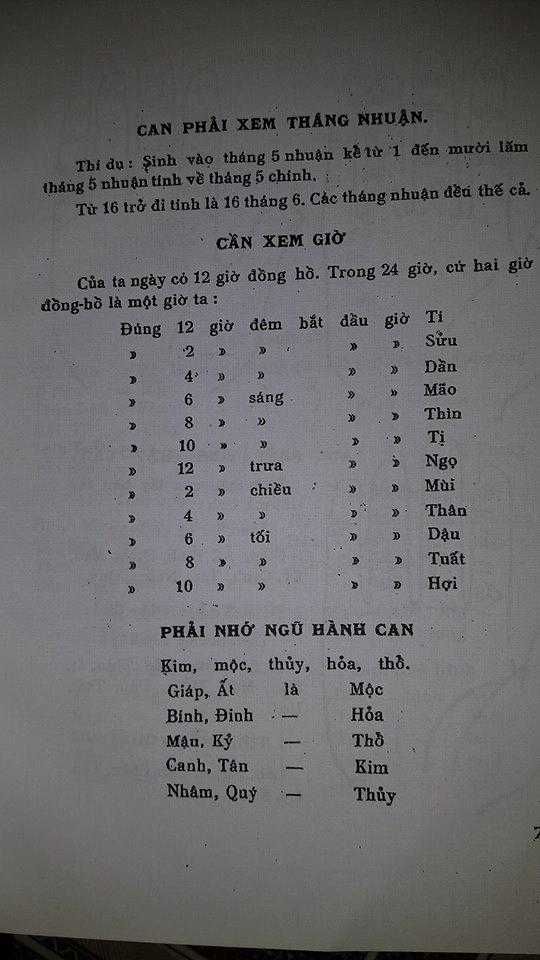 CAN PHẢI XEM THÁNG NHUẬN.
Thí dụ : Sinh vào tháng 5 nhuận kể từ 1 đến mười lăm
tháng 5 nhuận tính về tháng 5 chính.
Từ 16 trở đi tính là 16 tháng 6. Các tháng nhuận đều thế cả.
CẦN XEM GIỜ
Của ta ngày có 12 giờ đồng hồ. Trong 24 giờ, cứ hai giờ
đồng-hồ là một giờ ta :
Đúng 12 giờ đêm bắt đầu giờ Tí
» 2 » » » » Sửu
» 4 » » » » Dần
» 6 » sáng » » Mão
» 8 » » » » Thìn
» 10 » » » » Tị
» 12 » trưa » » Ngọ
» 2 » chiều » » Mùi
» 4 » » » » Thân
» 6 » tối » » Dậu
» 8 » » » » Tuất
» 10 » » » » Hợi
PHẢI NHỚ NGŨ HÀNH CAN
Kim, mộc, thủy, hỏa, thổ.
Giáp, Ất là Mộc
Bính, Đinh — Hỏa
Mậu, Kỷ — Thổ
Canh, Tân — Kim
Nhâm, Quý — Thủy
7